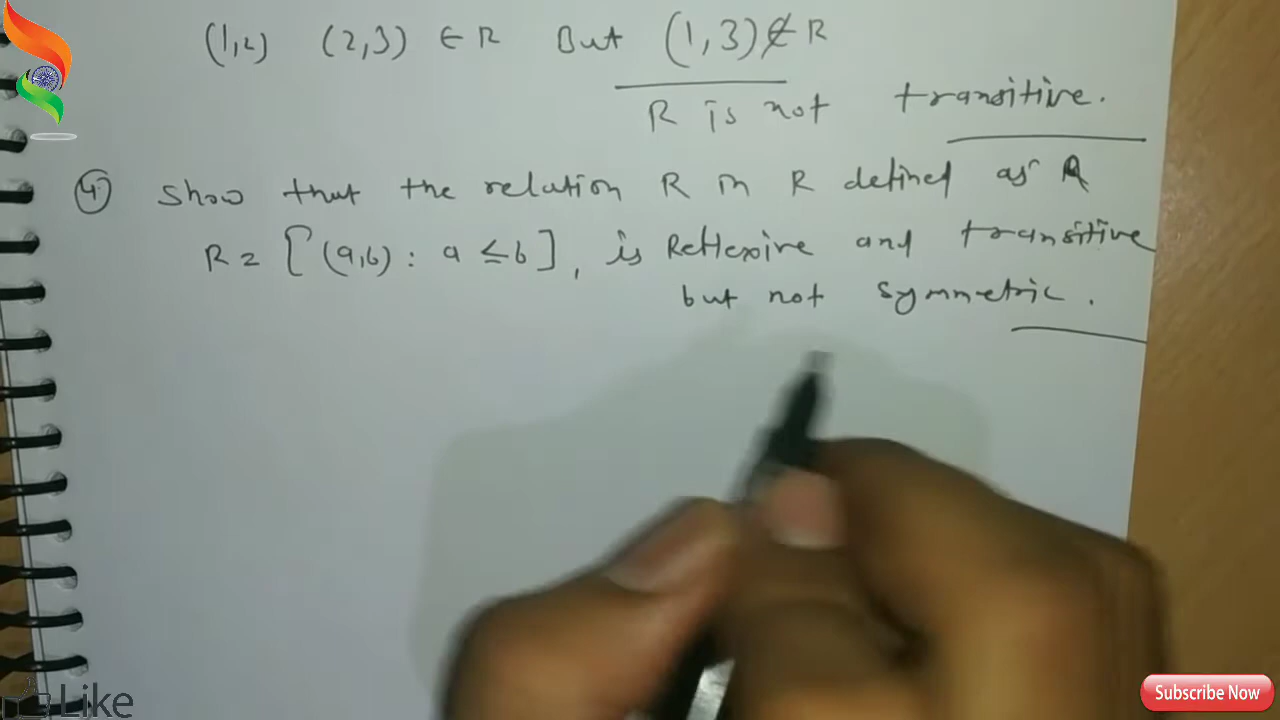 (1,2) (2,3) ∈ R But (1,3) ∉ R
R is not transitive.
④ Show that the relation R in R defined as R
R = [(a,b) : a ≤ b], is Reflexive and transitive
but not symmetric.
Like
Subscribe Now